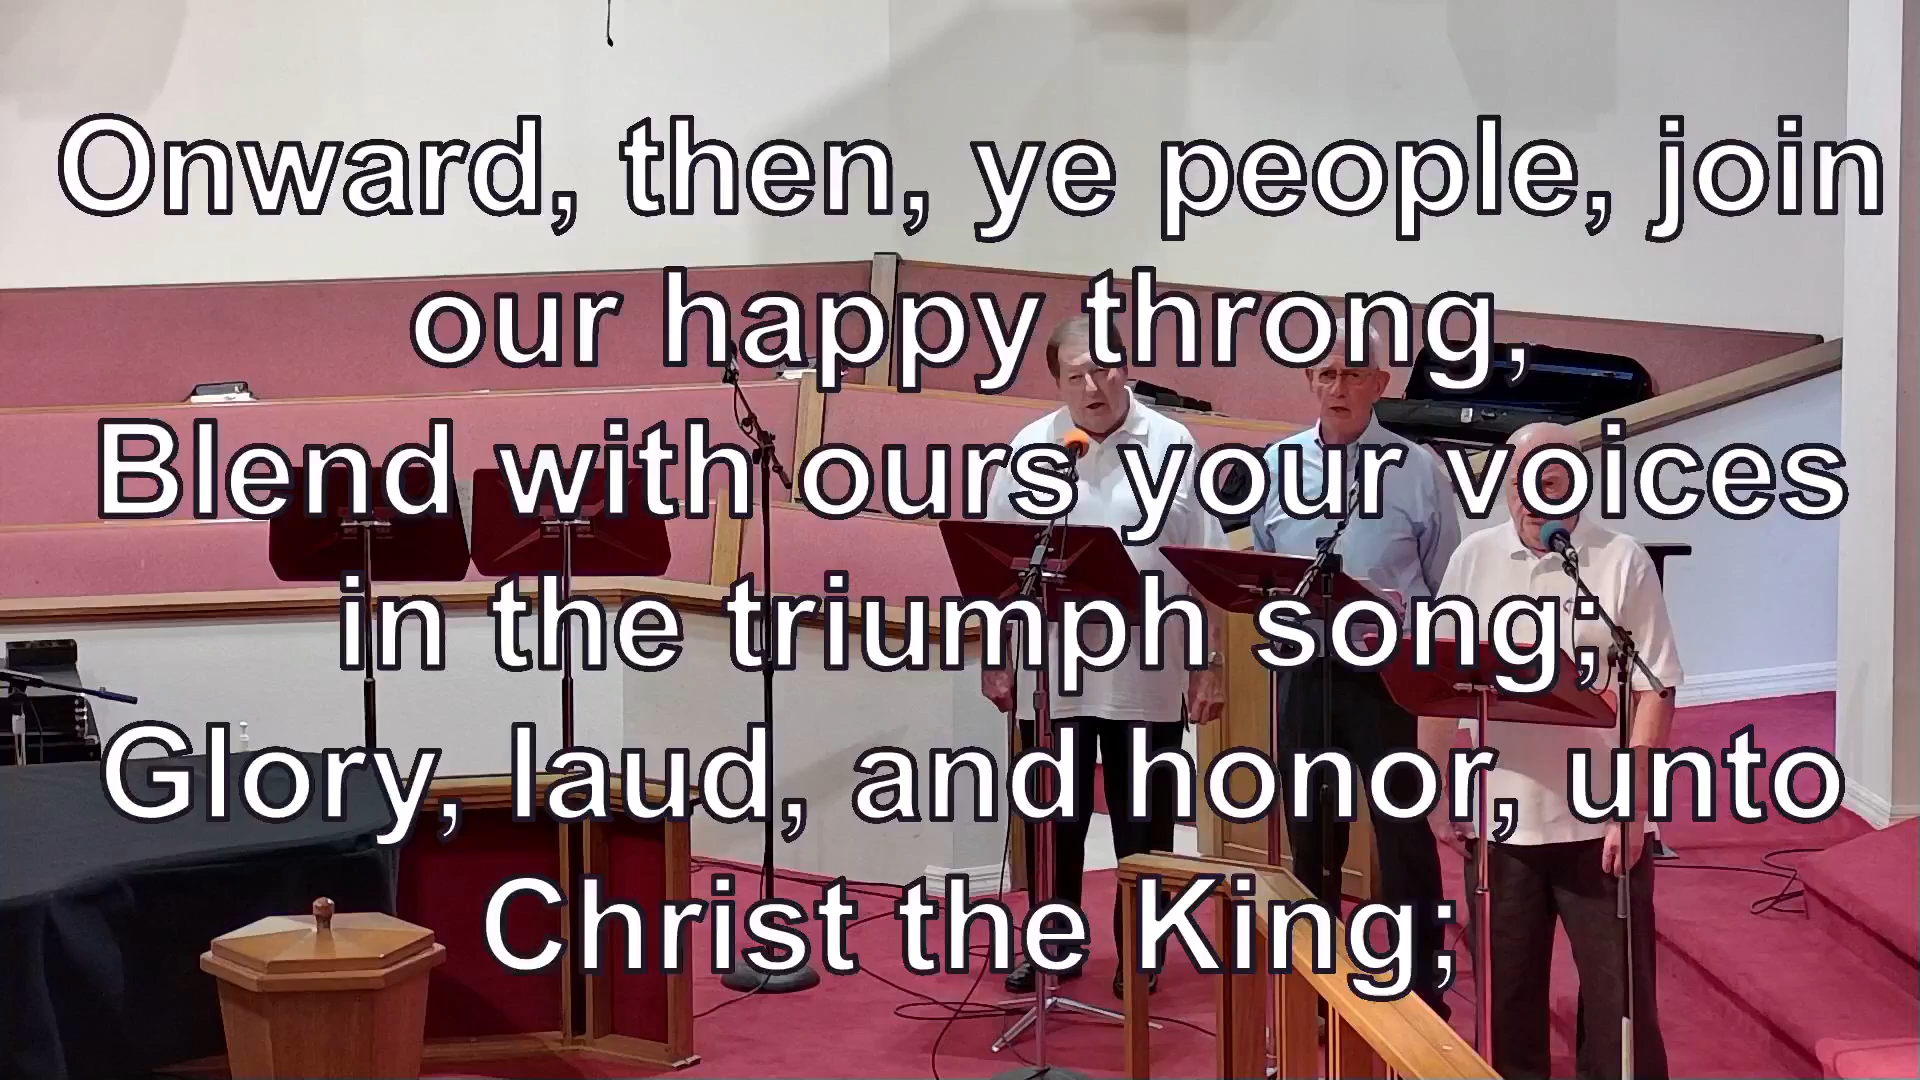 Onward, then, ye people, join
our happy throng,
Blend with ours your voices
in the triumph song;
Glory, laud, and honor, unto
Christ the King;